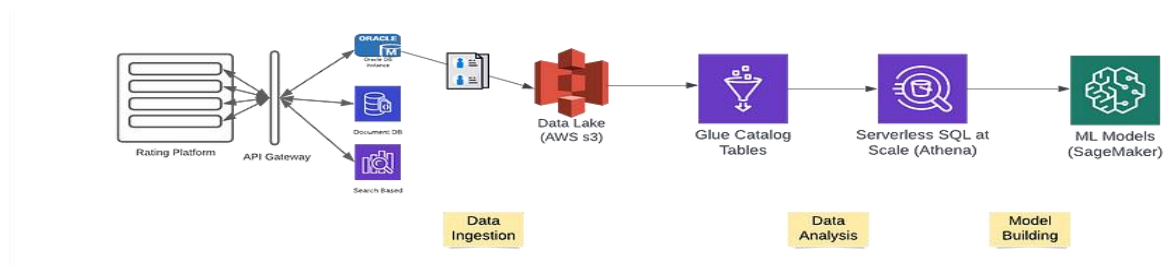 ORACLE
M
Oracle DB
Instance
Document DB
Search Based
Rating Platform
API Gateway
Data Lake
(AWS s3)
Glue Catalog
Tables
Serverless SQL at
Scale (Athena)
ML Models
(SageMaker)
Data
Ingestion
Data
Analysis
Model
Building